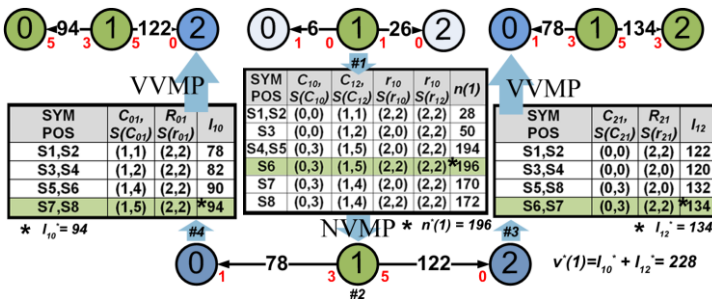 0 94 1 122 2
5 3 5 0
0 6 1 26 2
1 0 1 0
0 78 1 134 2
1 3 5 3
#1
VVMP
VVMP
SYM POS C01, S(C01) R01 S(r01) l10
S1,S2 (1,1) (2,2) 78
S3,S4 (1,2) (2,2) 82
S5,S6 (1,4) (2,2) 90
S7,S8 (1,5) (2,2) *94
* l10* = 94
#4
SYM POS C10, S(C10) C12, S(C12) r10 S(r10) r10 S(r12) n(1)
S1,S2 (0,0) (1,1) (2,2) (2,2) 28
S3 (0,0) (1,2) (2,0) (2,2) 50
S4,S5 (0,3) (1,5) (2,0) (2,2) 194
S6 (0,3) (1,5) (2,2) (2,2) *196
S7 (0,3) (1,4) (2,0) (2,2) 170
S8 (0,3) (1,4) (2,2) (2,2) 172
NVMP * n*(1) = 196
SYM POS C21, S(C21) R21 S(r21) l12
S1,S2 (0,0) (2,2) 122
S3,S4 (0,0) (2,0) 120
S5,S8 (0,3) (2,0) 132
S6,S7 (0,3) (2,2) *134
* l12* = 134
#3
0 78 1 122 2
1 3 5 0
#2
v*(1)=l10* + l12* = 228